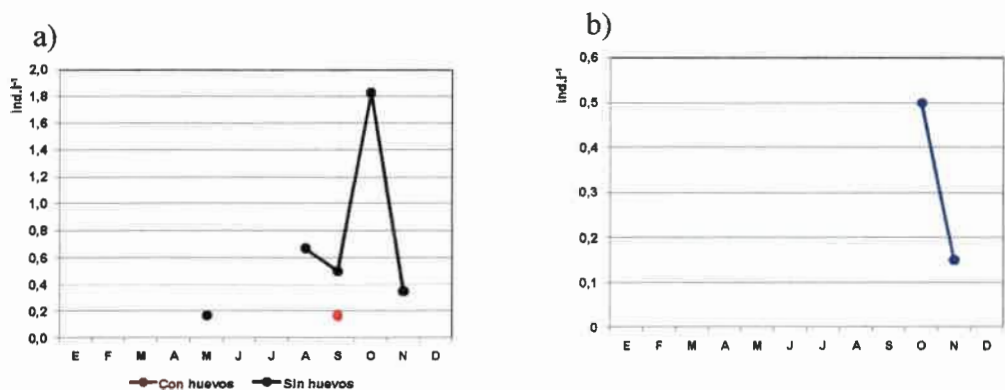 a)
ind.l-1
2,0
1,8
1,6
1,4
1,2
1,0
0,8
0,6
0,4
0,2
0,0
E F M A M J J A S O N D
Con huevos Sin huevos
b)
ind.l-1
0,6
0,5
0,4
0,3
0,2
0,1
0
E F M A M J J A S O N D